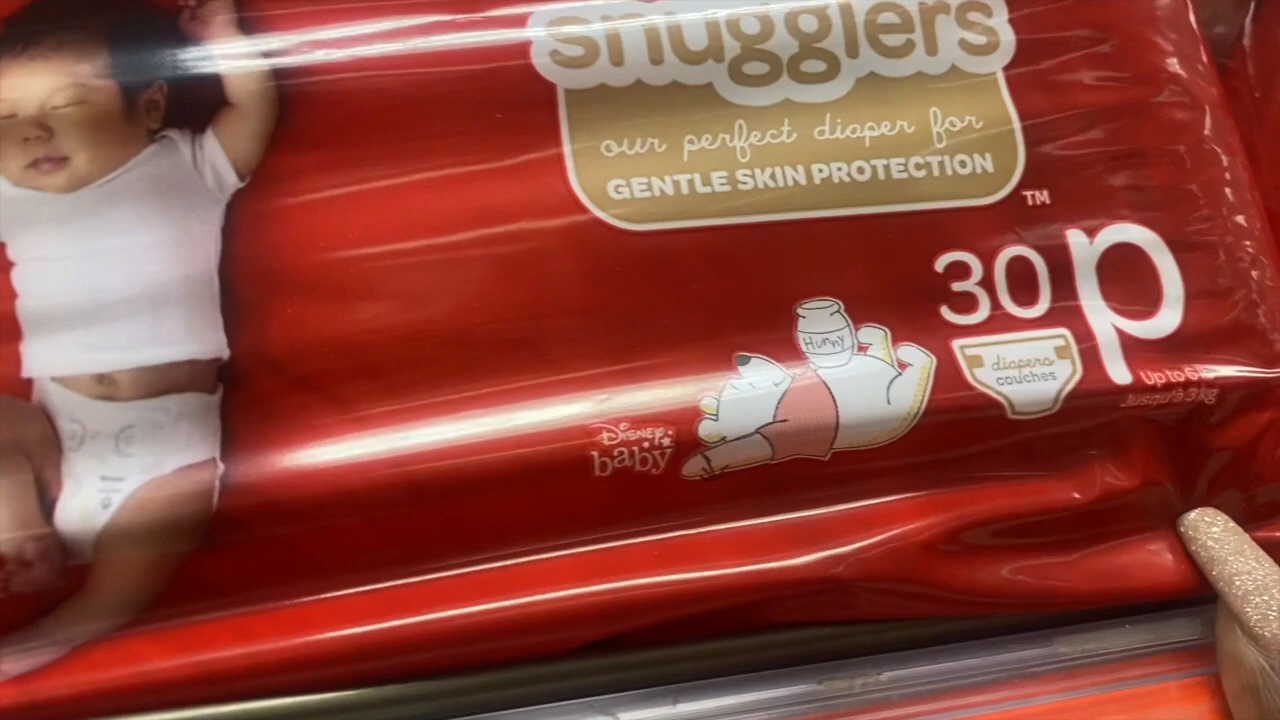 snugglers
our perfect diaper for
GENTLE SKIN PROTECTION
TM
30
p
diapers
couches
Up to 6
Jusqu'à 3 kg
Hunny
Disney
baby